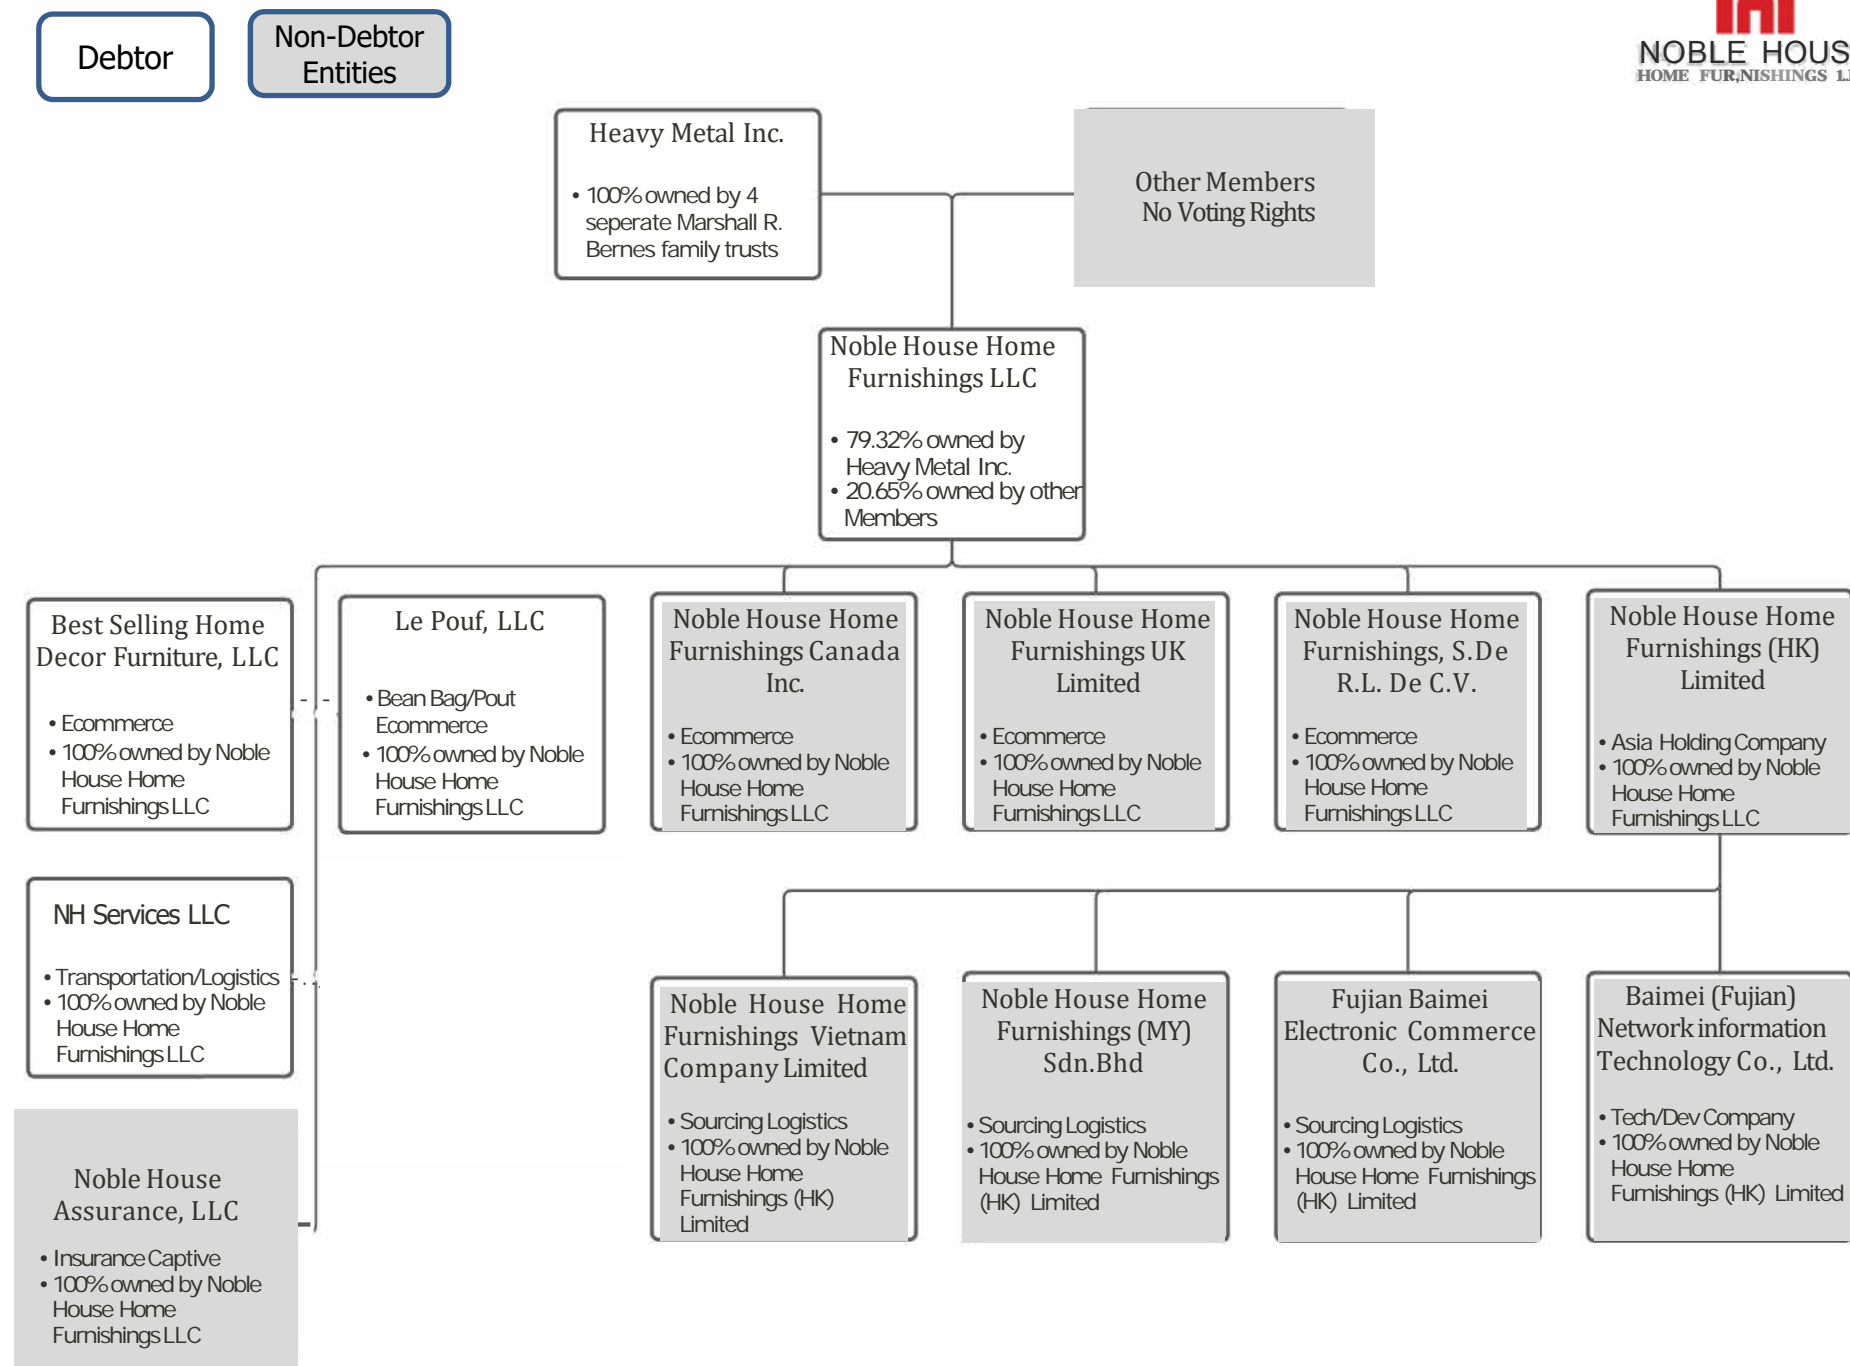 Debtor
Non-Debtor
Entities
NOBLE HOUS
HOME FUR,NISHINGS
Heavy Metal Inc.
• 100% owned by 4
seperate Marshall R.
Bernes family trusts
Other Members
No Voting Rights
Noble House Home
Furnishings LLC
• 79.32% owned by
Heavy Metal Inc.
• 20.65% owned by other
Members
Best Selling Home
Decor Furniture, LLC
• Ecommerce
• 100% owned by Noble
House Home
Furnishings LLC
Le Pouf, LLC
• Bean Bag/Pout
Ecommerce
• 100% owned by Noble
House Home
Furnishings LLC
Noble House Home
Furnishings Canada
Inc.
• Ecommerce
• 100% owned by Noble
House Home
Furnishings LLC
Noble House Home
Furnishings UK
Limited
• Ecommerce
• 100% owned by Noble
House Home
Furnishings LLC
Noble House Home
Furnishings, S.De
R.L. De C.V.
• Ecommerce
• 100% owned by Noble
House Home
Furnishings LLC
Noble House Home
Furnishings (HK)
Limited
• Asia Holding Company
• 100% owned by Noble
House Home
Furnishings LLC
NH Services LLC
• Transportation/Logistics
• 100% owned by Noble
House Home
Furnishings LLC
Noble House Home
Furnishings Vietnam
Company Limited
• Sourcing Logistics
• 100% owned by Noble
House Home
Furnishings (HK)
Limited
Noble House Home
Furnishings (MY)
Sdn.Bhd
• Sourcing Logistics
• 100% owned by Noble
House Home Furnishings
(HK) Limited
Fujian Baimei
Electronic Commerce
Co., Ltd.
• Sourcing Logistics
• 100% owned by Noble
House Home Furnishings
(HK) Limited
Baimei (Fujian)
Network information
Technology Co., Ltd.
• Tech/Dev Company
• 100% owned by Noble
House Home
Furnishings (HK) Limited
Noble House
Assurance, LLC
• Insurance Captive
• 100% owned by Noble
House Home
Furnishings LLC